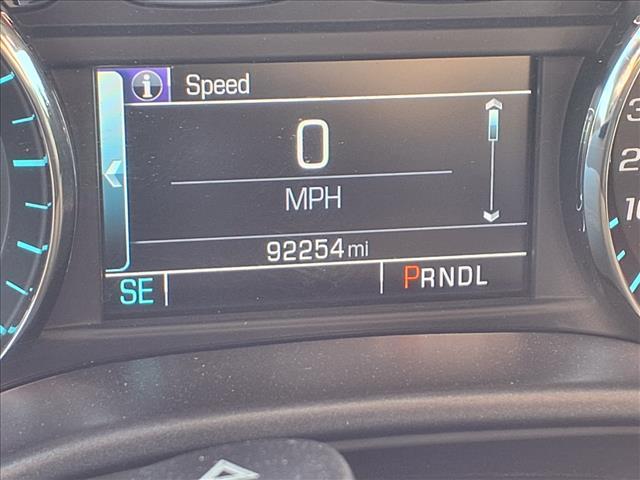 Speed
0
MPH
92254 mi
SE PRNDL